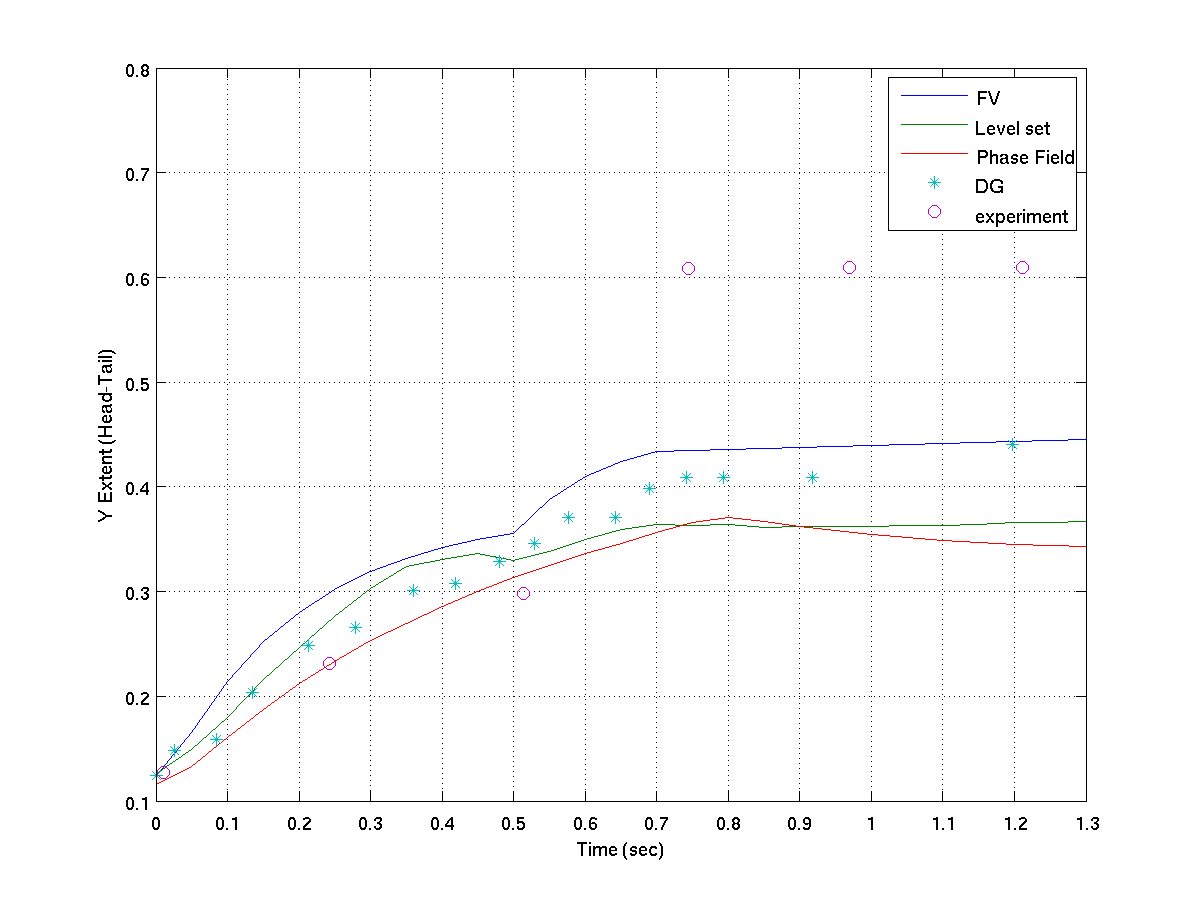 0.8
0.7
0.6
0.5
0.4
0.3
0.2
0.1
Y Extent (Head-Tail)
FV
Level set
Phase Field
DG
experiment
0 0.1 0.2 0.3 0.4 0.5 0.6 0.7 0.8 0.9 1 1.1 1.2 1.3
Time (sec)